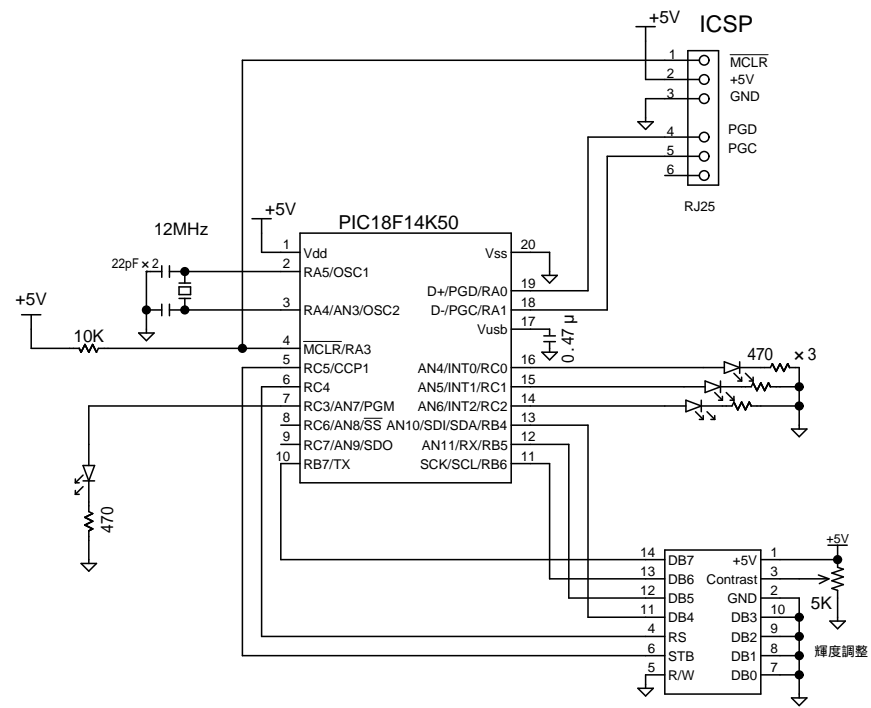 +5V
ICSP
1 MCLR
2 +5V
3 GND
4 PGD
5 PGC
6
RJ25
+5V
PIC18F14K50
12MHz
22pF×2
+5V
10K
1 Vdd
2 RA5/OSC1
3 RA4/AN3/OSC2
4 MCLR/RA3
5 RC5/CCP1
6 RC4
7 RC3/AN7/PGM
8 RC6/AN8/SS
9 RC7/AN9/SDO
10 RB7/TX
Vss 20
D+/PGD/RA0 19
D-/PGC/RA1 18
Vusb 17
0.47μ
AN4/INT0/RC0 16
AN5/INT1/RC1 15
AN6/INT2/RC2 14
AN10/SDI/SDA/RB4 13
AN11/RX/RB5 12
SCK/SCL/RB6 11
470 ×3
470
14 DB7
13 DB6
12 DB5
11 DB4
4 RS
6 STB
5 R/W
+5V 1
Contrast 3
GND 2
DB3 10
DB2 9
DB1 8
DB0 7
+5V
5K
輝度調整